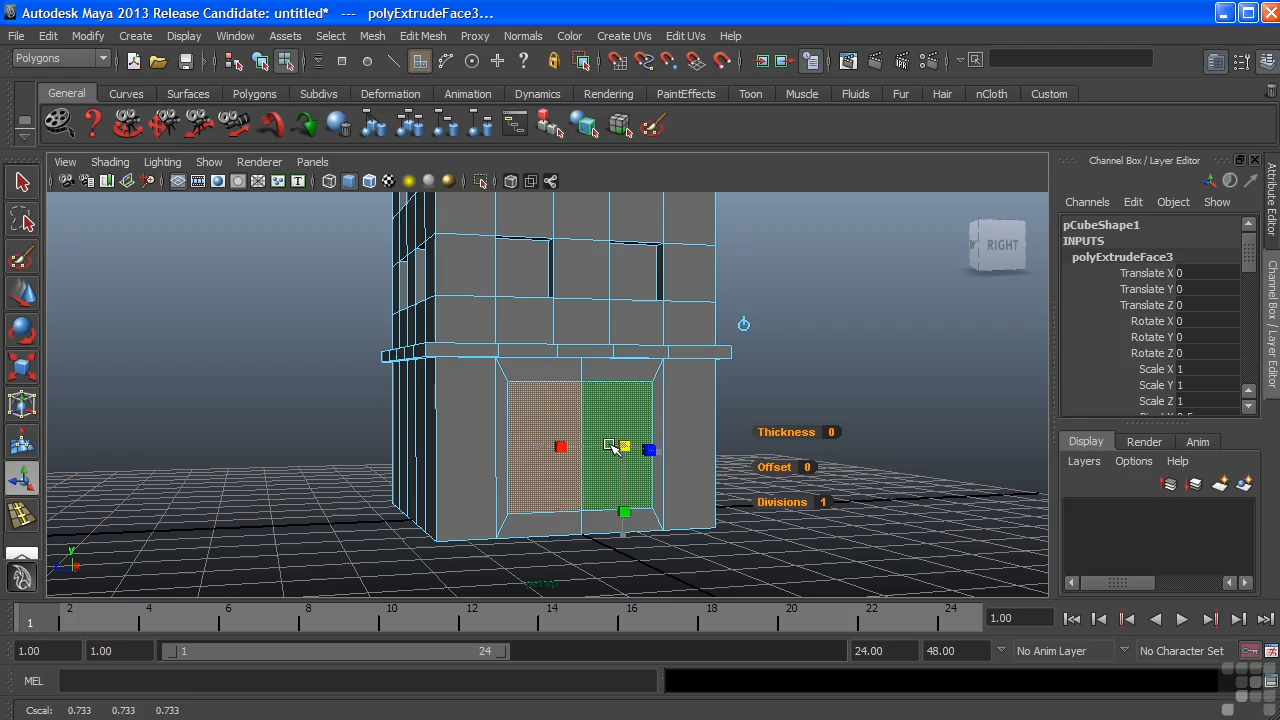 Autodesk Maya 2013 Release Candidate: untitled* --- polyExtrudeFace3...
File Edit Modify Create Display Window Assets Select Mesh Edit Mesh Proxy Normals Color Create UVs Edit UVs Help
Polygons
General Curves Surfaces Polygons Subdivs Deformation Animation Dynamics Rendering PaintEffects Toon Muscle Fluids Fur Hair nCloth Custom
View Shading Lighting Show Renderer Panels
Channel Box / Layer Editor
Channels Edit Object Show
pCubeShape1
INPUTS
polyExtrudeFace3
Translate X 0
Translate Y 0
Translate Z 0
Rotate X 0
Rotate Y 0
Rotate Z 0
Scale X 1
Scale Y 1
Scale Z 1
Attribute Editor
Channel Box / Layer Editor
RIGHT
Thickness 0
Offset 0
Divisions 1
persp
y
Display Render Anim
Layers Options Help
1 2 4 6 8 10 12 14 16 18 20 22 24
1.00
1.00 1.00 1 24 24.00 48.00 No Anim Layer No Character Set
MEL
Cscal: 0.733 0.733 0.733